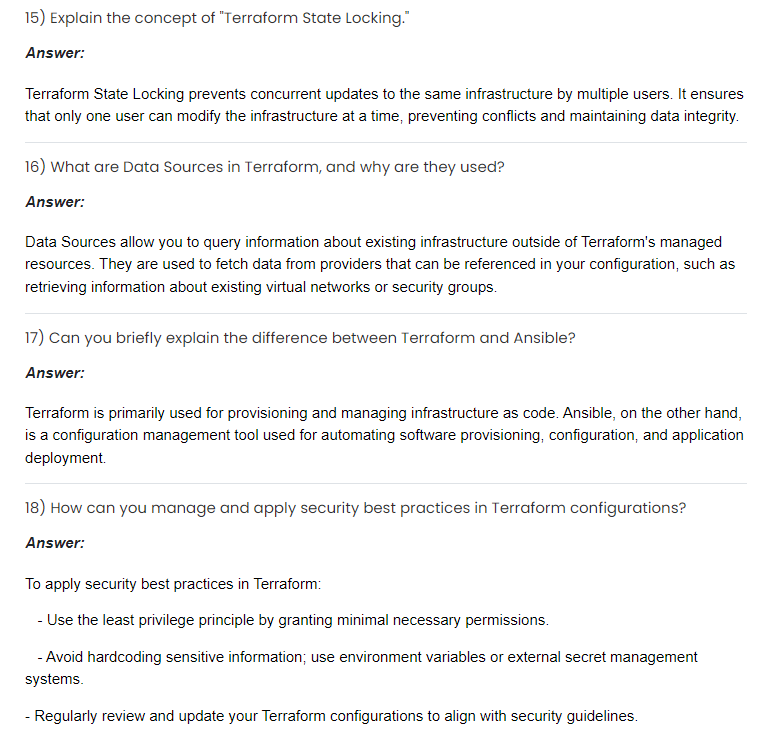 15) Explain the concept of "Terraform State Locking."
Answer:
Terraform State Locking prevents concurrent updates to the same infrastructure by multiple users. It ensures
that only one user can modify the infrastructure at a time, preventing conflicts and maintaining data integrity.
16) What are Data Sources in Terraform, and why are they used?
Answer:
Data Sources allow you to query information about existing infrastructure outside of Terraform's managed
resources. They are used to fetch data from providers that can be referenced in your configuration, such as
retrieving information about existing virtual networks or security groups.
17) Can you briefly explain the difference between Terraform and Ansible?
Answer:
Terraform is primarily used for provisioning and managing infrastructure as code. Ansible, on the other hand,
is a configuration management tool used for automating software provisioning, configuration, and application
deployment.
18) How can you manage and apply security best practices in Terraform configurations?
Answer:
To apply security best practices in Terraform:
- Use the least privilege principle by granting minimal necessary permissions.
- Avoid hardcoding sensitive information; use environment variables or external secret management
systems.
- Regularly review and update your Terraform configurations to align with security guidelines.